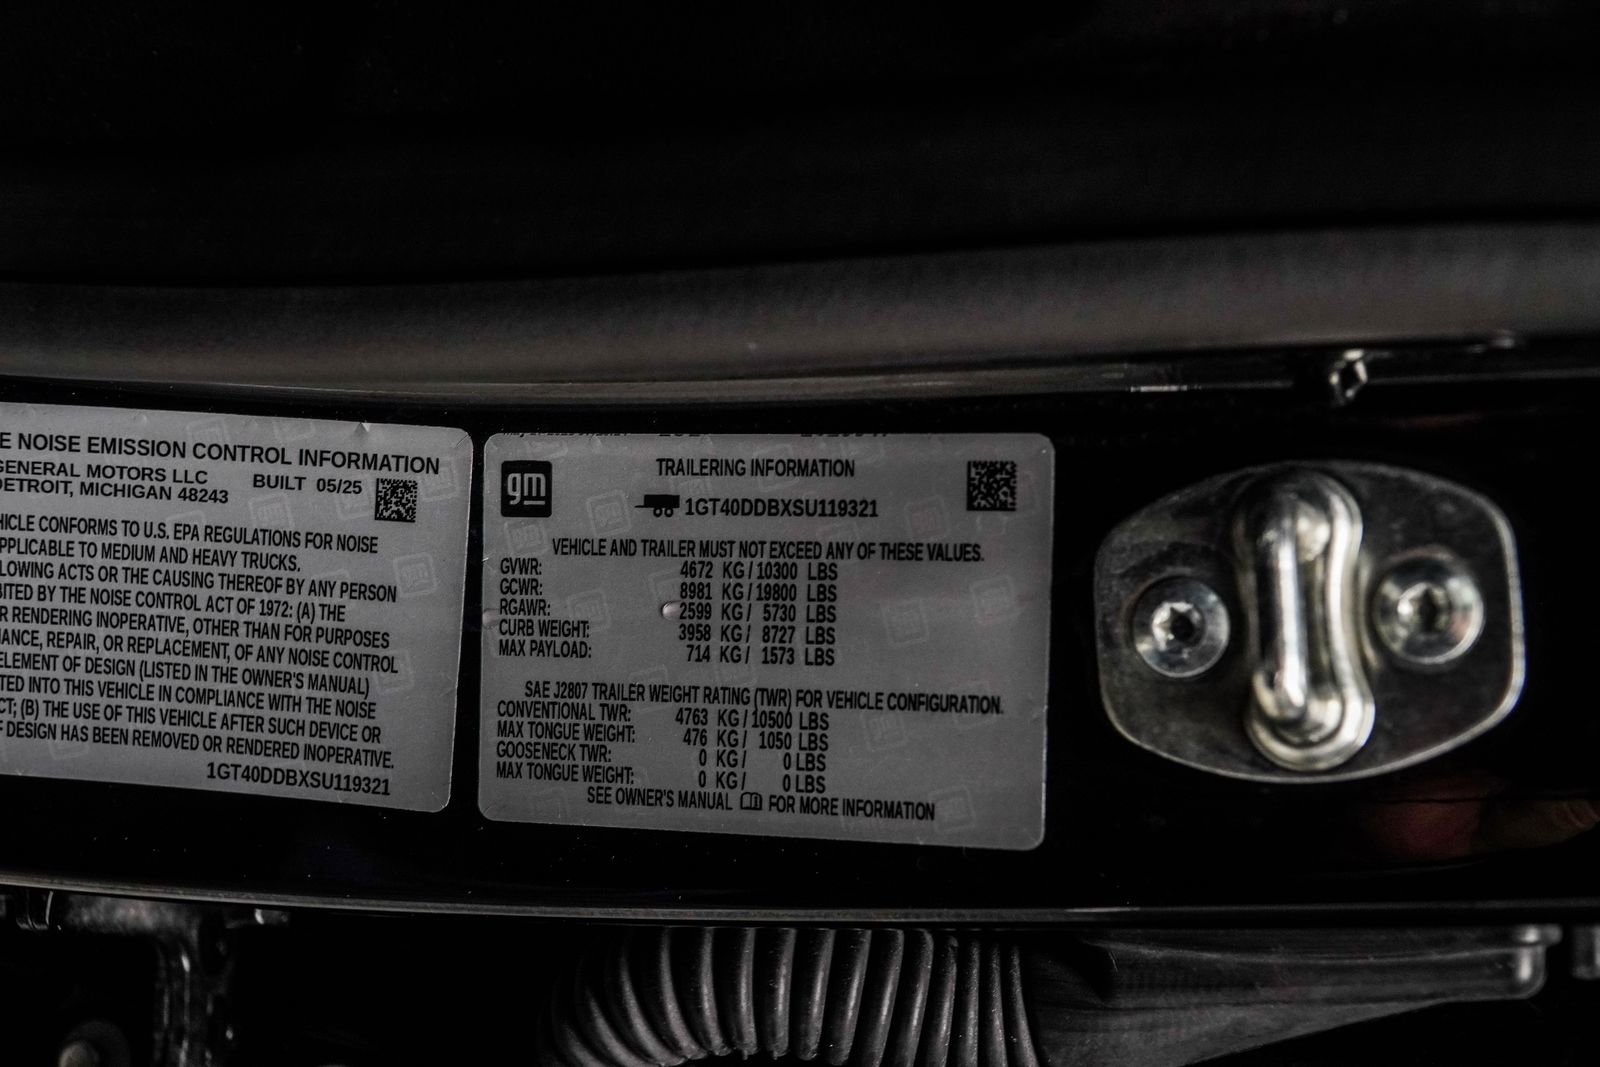 E NOISE EMISSION CONTROL INFORMATION
GENERAL MOTORS LLC
DETROIT, MICHIGAN 48243
BUILT 05/25
HICLE CONFORMS TO U.S. EPA REGULATIONS FOR NOISE
PPLICABLE TO MEDIUM AND HEAVY TRUCKS.
LOWING ACTS OR THE CAUSING THEREOF BY ANY PERSON
BITED BY THE NOISE CONTROL ACT OF 1972: (A) THE
R RENDERING INOPERATIVE, OTHER THAN FOR PURPOSES
NANCE, REPAIR, OR REPLACEMENT, OF ANY NOISE CONTROL
ELEMENT OF DESIGN (LISTED IN THE OWNER'S MANUAL)
TED INTO THIS VEHICLE IN COMPLIANCE WITH THE NOISE
CT; (B) THE USE OF THIS VEHICLE AFTER SUCH DEVICE OR
F DESIGN HAS BEEN REMOVED OR RENDERED INOPERATIVE.
1GT40DDBXSU119321
gm
TRAILERING INFORMATION
1GT40DDBXSU119321
VEHICLE AND TRAILER MUST NOT EXCEED ANY OF THESE VALUES.
GVWR: 4672 KG / 10300 LBS
GCWR: 8981 KG / 19800 LBS
RGAWR: 2599 KG / 5730 LBS
CURB WEIGHT: 3958 KG / 8727 LBS
MAX PAYLOAD: 714 KG / 1573 LBS
SAE J2807 TRAILER WEIGHT RATING (TWR) FOR VEHICLE CONFIGURATION.
CONVENTIONAL TWR: 4763 KG / 10500 LBS
MAX TONGUE WEIGHT: 476 KG / 1050 LBS
GOOSENECK TWR: 0 KG / 0 LBS
MAX TONGUE WEIGHT: 0 KG / 0 LBS
SEE OWNER'S MANUAL FOR MORE INFORMATION